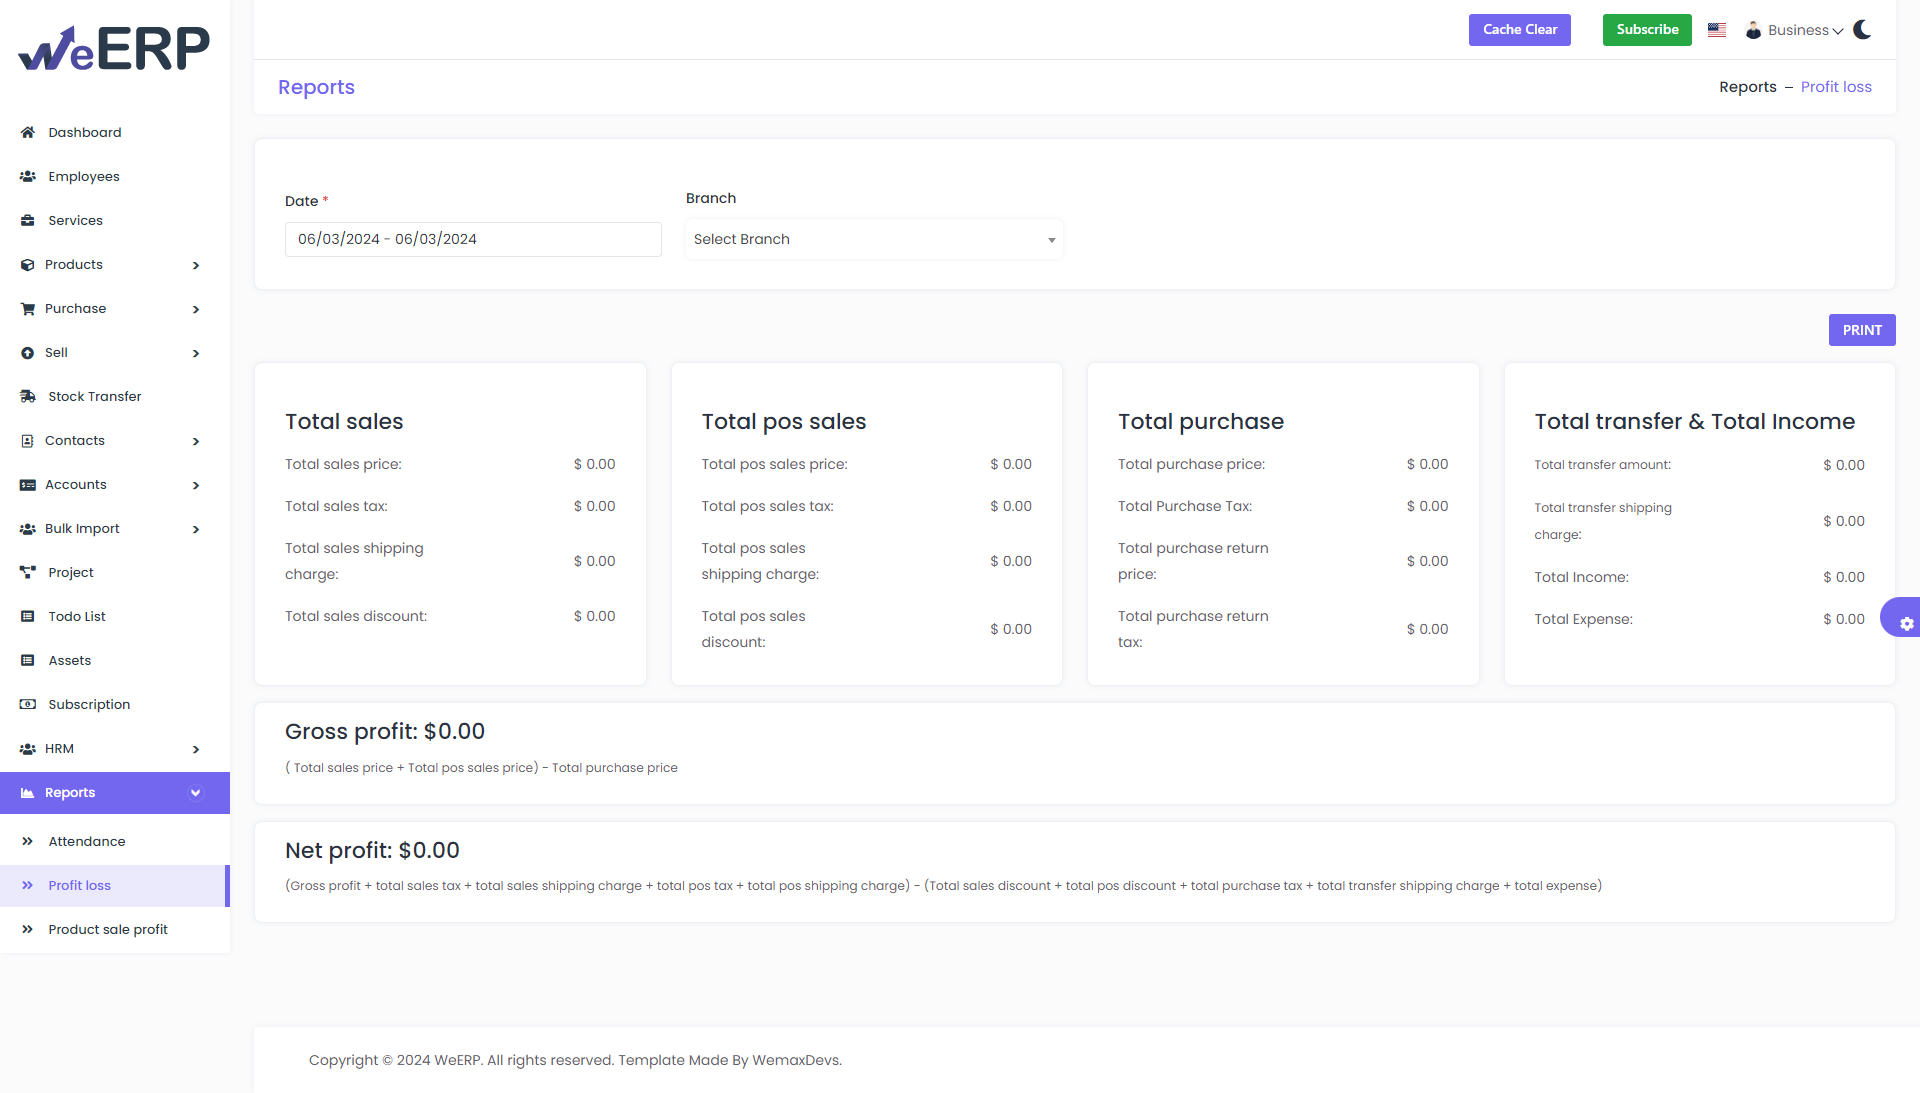 WeERP
Cache Clear
Subscribe
Business
Reports
Reports – Profit loss
Dashboard
Employees
Services
Products
Purchase
Sell
Stock Transfer
Contacts
Accounts
Bulk Import
Project
Todo List
Assets
Subscription
HRM
Reports
Attendance
Profit loss
Product sale profit
Date *
06/03/2024 - 06/03/2024
Branch
Select Branch
PRINT
Total sales
Total sales price: $ 0.00
Total sales tax: $ 0.00
Total sales shipping
charge: $ 0.00
Total sales discount: $ 0.00
Total pos sales
Total pos sales price: $ 0.00
Total pos sales tax: $ 0.00
Total pos sales
shipping charge: $ 0.00
Total pos sales
discount: $ 0.00
Total purchase
Total purchase price: $ 0.00
Total Purchase Tax: $ 0.00
Total purchase return
price: $ 0.00
Total purchase return
tax: $ 0.00
Total transfer & Total Income
Total transfer amount: $ 0.00
Total transfer shipping
charge: $ 0.00
Total Income: $ 0.00
Total Expense: $ 0.00
Gross profit: $0.00
( Total sales price + Total pos sales price) - Total purchase price
Net profit: $0.00
(Gross profit + total sales tax + total sales shipping charge + total pos tax + total pos shipping charge) - (Total sales discount + total pos discount + total purchase tax + total transfer shipping charge + total expense)
Copyright © 2024 WeERP. All rights reserved. Template Made By WemaxDevs.